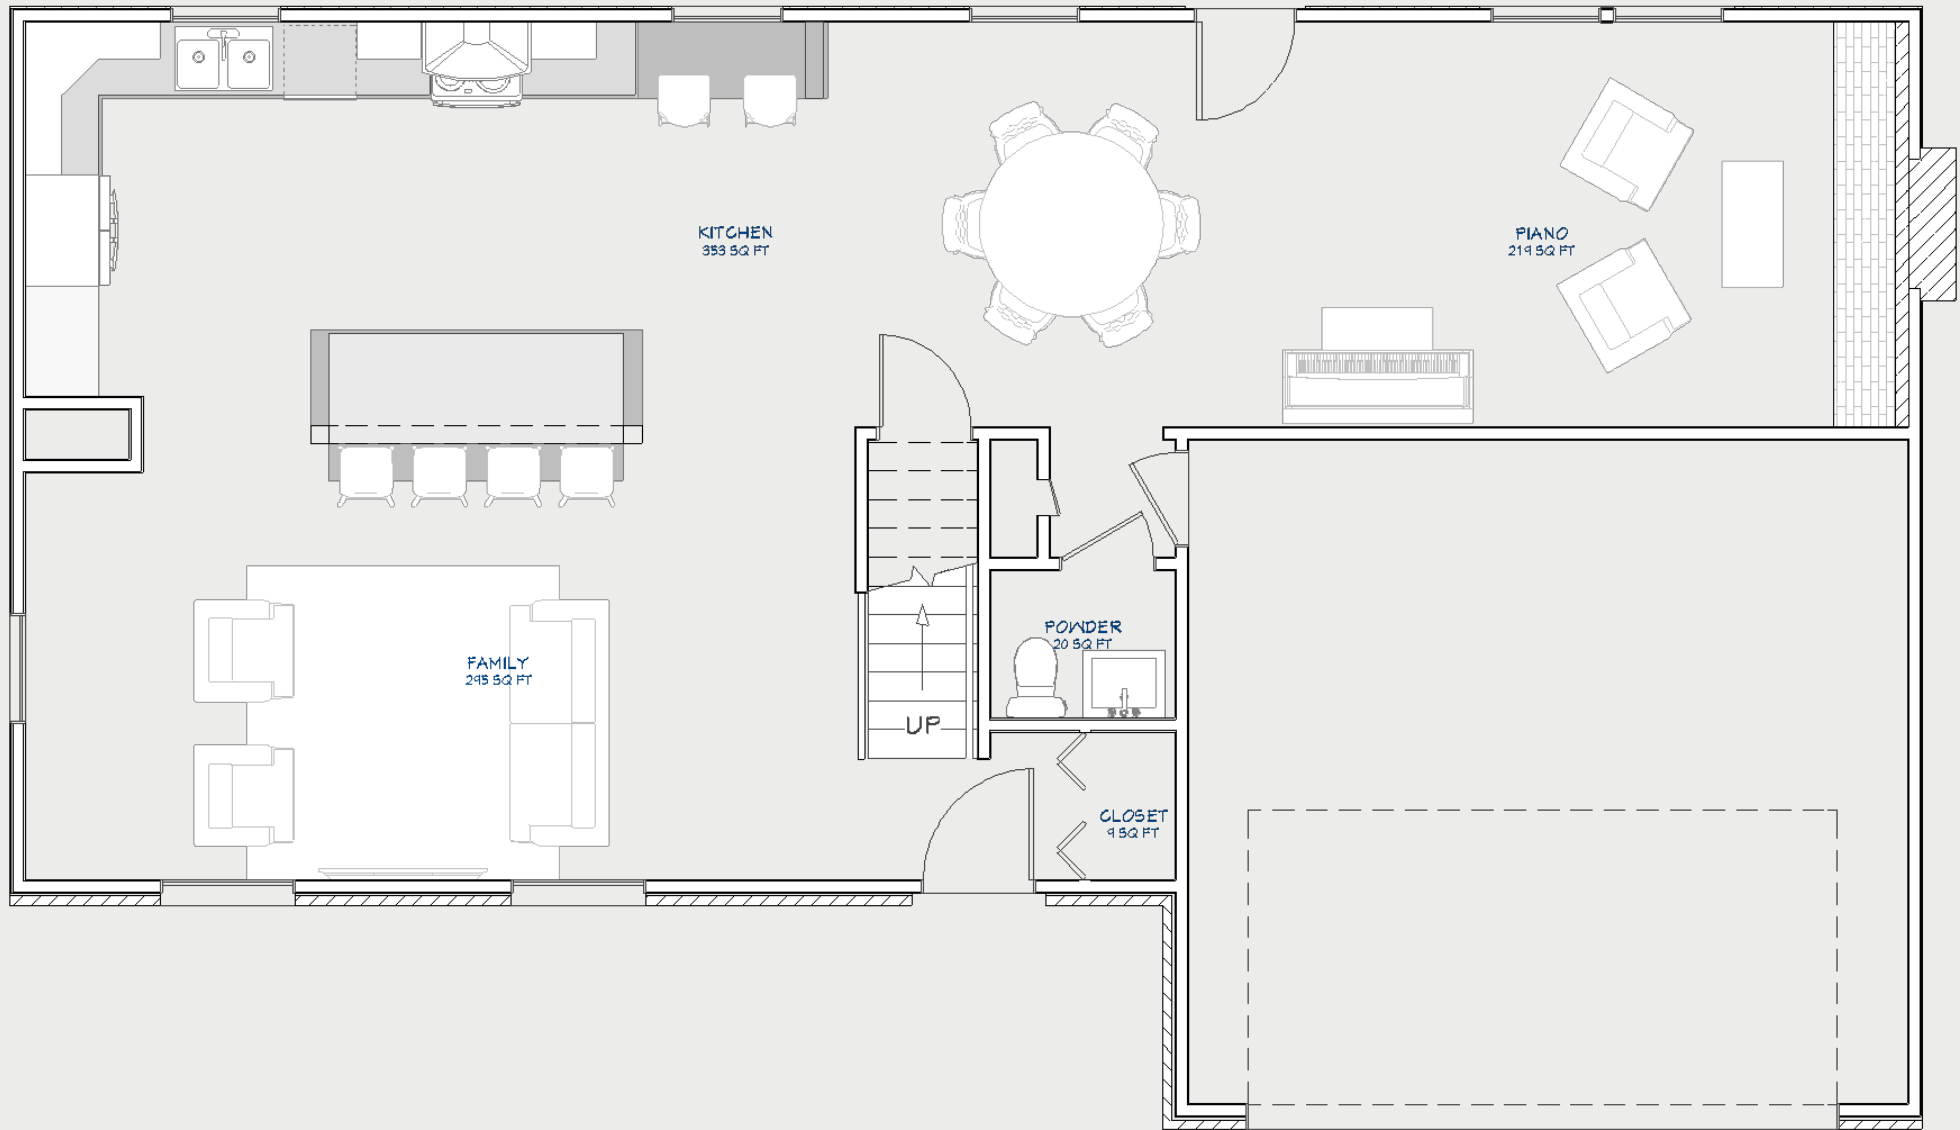 KITCHEN
353 SQ FT
PIANO
219 SQ FT
FAMILY
295 SQ FT
POWDER
20 SQ FT
UP
CLOSET
9 SQ FT